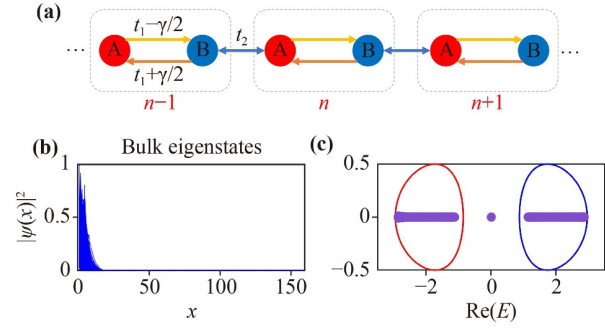 (a)
t₁−γ/2
t₂
... A B A B A B ...
t₁+γ/2
n−1 n n+1
(b) Bulk eigenstates (c)
1 0.5
|ψ(x)|² 0.5 0
0 −0.5
0 50 100 150 −2 0 2
x Re(E)